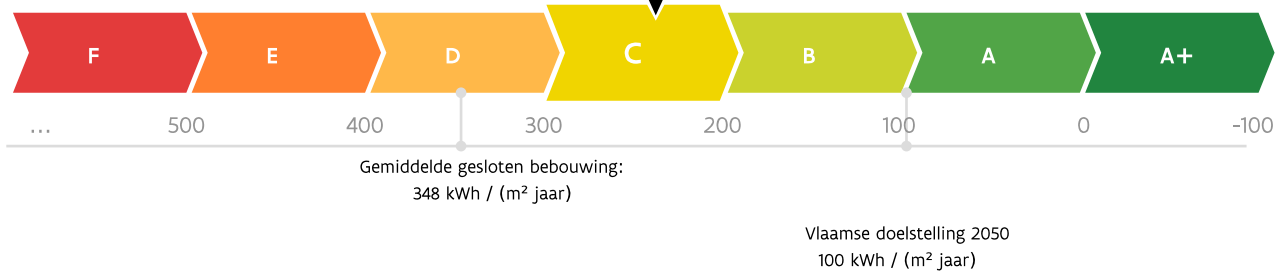 F E D C B A A+
... 500 400 300 200 100 0 -100
Gemiddelde gesloten bebouwing:
348 kWh / (m² jaar)
Vlaamse doelstelling 2050
100 kWh / (m² jaar)